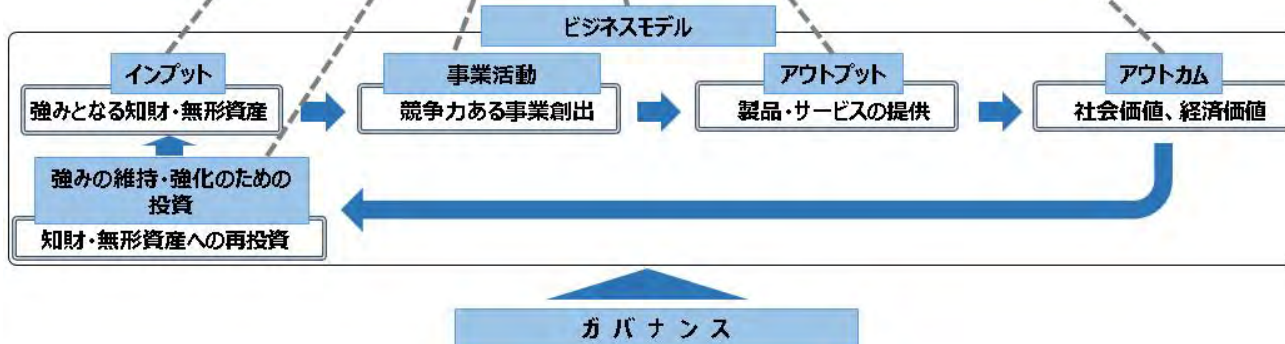 ビジネスモデル
インプット
強みとなる知財・無形資産
事業活動
競争力ある事業創出
アウトプット
製品・サービスの提供
アウトカム
社会価値、経済価値
強みの維持・強化のための
投資
知財・無形資産への再投資
ガバナンス